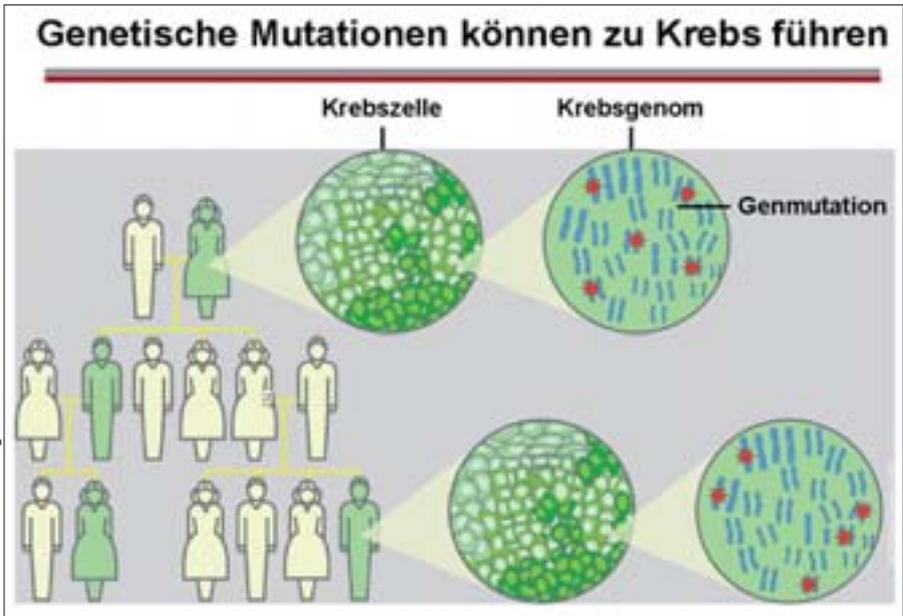 Genetische Mutationen können zu Krebs führen
Krebszelle
Krebsgenom
Genmutation